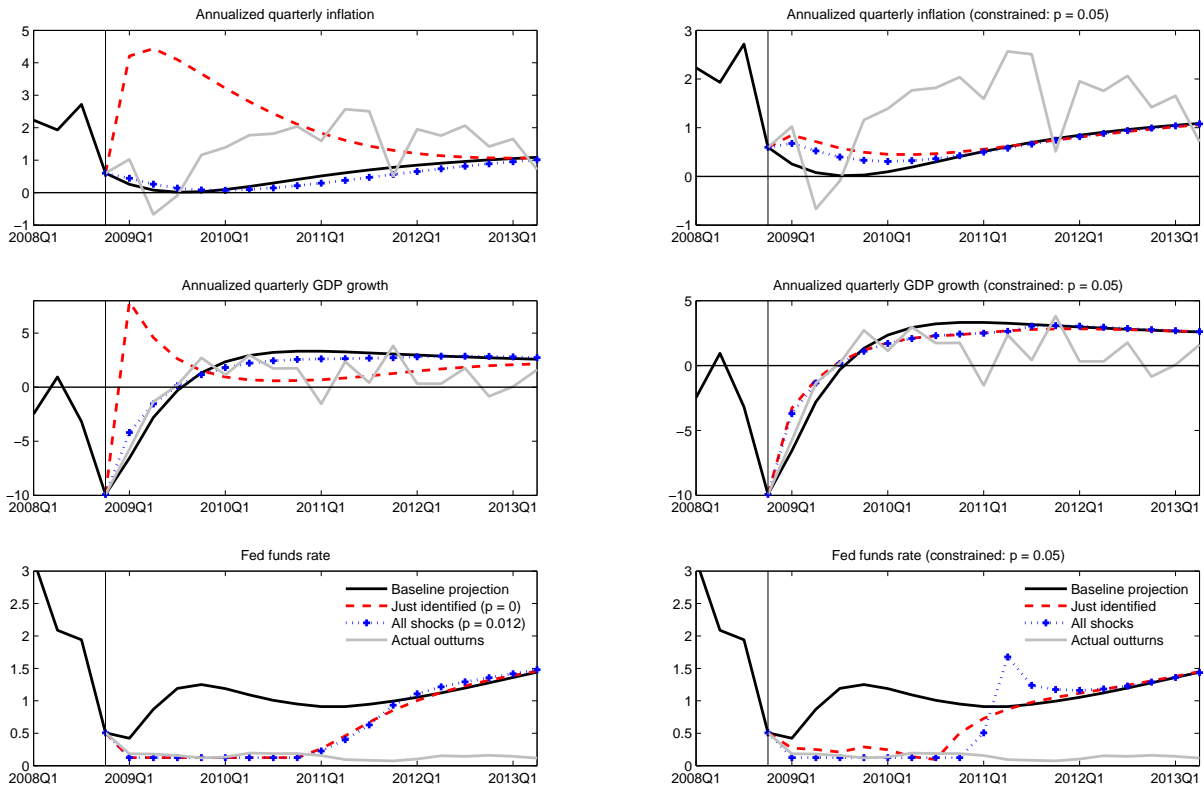 Annualized quarterly inflation
5
4
3
2
1
0
−1
2008Q1 2009Q1 2010Q1 2011Q1 2012Q1 2013Q1
Annualized quarterly inflation (constrained: p = 0.05)
3
2
1
0
−1
2008Q1 2009Q1 2010Q1 2011Q1 2012Q1 2013Q1
Annualized quarterly GDP growth
5
0
−5
−10
2008Q1 2009Q1 2010Q1 2011Q1 2012Q1 2013Q1
Annualized quarterly GDP growth (constrained: p = 0.05)
5
0
−5
−10
2008Q1 2009Q1 2010Q1 2011Q1 2012Q1 2013Q1
Fed funds rate
3
2.5
2
1.5
1
0.5
0
2008Q1 2009Q1 2010Q1 2011Q1 2012Q1 2013Q1
Baseline projection
Just identified (p = 0)
All shocks (p = 0.012)
Actual outturns
Fed funds rate (constrained: p = 0.05)
3
2.5
2
1.5
1
0.5
0
2008Q1 2009Q1 2010Q1 2011Q1 2012Q1 2013Q1
Baseline projection
Just identified
All shocks
Actual outturns